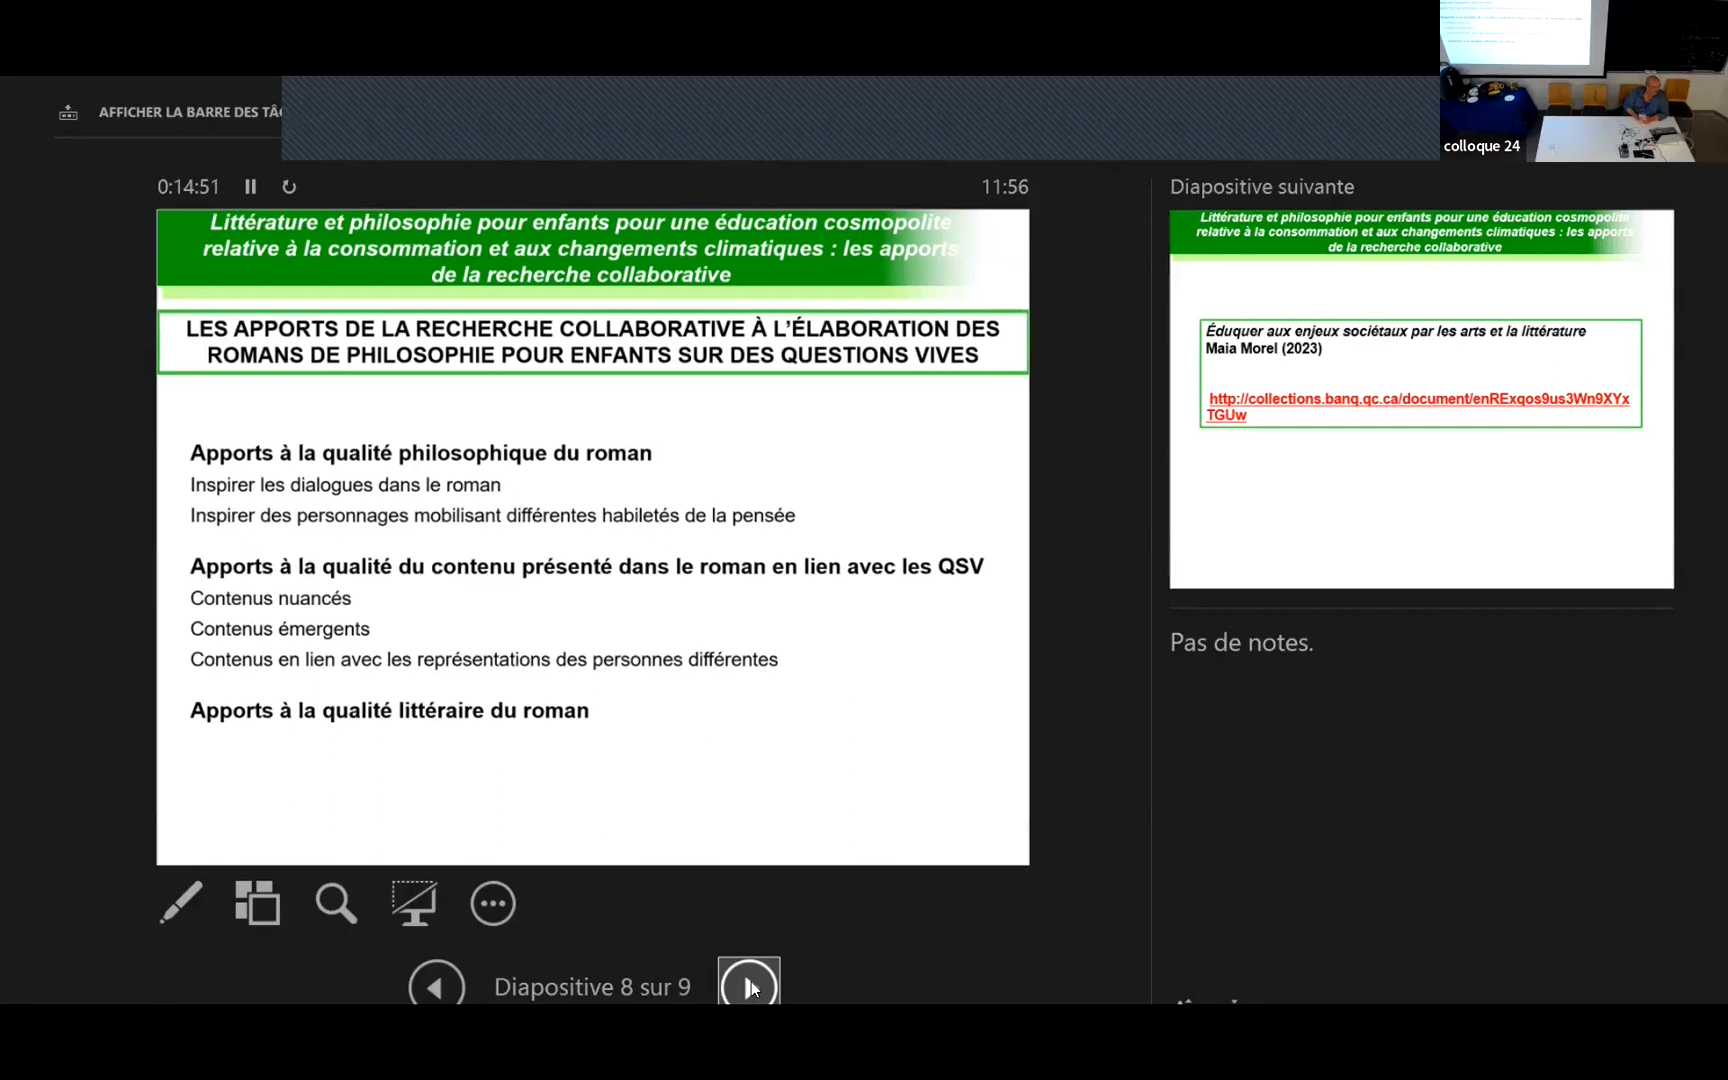 colloque 24
AFFICHER LA BARRE DES TÂ
0:14:51
11:56
Littérature et philosophie pour enfants pour une éducation cosmopolite
relative à la consommation et aux changements climatiques : les apports
de la recherche collaborative
LES APPORTS DE LA RECHERCHE COLLABORATIVE À L'ÉLABORATION DES
ROMANS DE PHILOSOPHIE POUR ENFANTS SUR DES QUESTIONS VIVES
Apports à la qualité philosophique du roman
Inspirer les dialogues dans le roman
Inspirer des personnages mobilisant différentes habiletés de la pensée
Apports à la qualité du contenu présenté dans le roman en lien avec les QSV
Contenus nuancés
Contenus émergents
Contenus en lien avec les représentations des personnes différentes
Apports à la qualité littéraire du roman
Diapositive 8 sur 9
Diapositive suivante
Littérature et philosophie pour enfants pour une éducation cosmopolite
relative à la consommation et aux changements climatiques : les apports
de la recherche collaborative
Éduquer aux enjeux sociétaux par les arts et la littérature
Maia Morel (2023)
http://collections.banq.qc.ca/document/enRExqos9us3Wn9XYx
TGUw
Pas de notes.